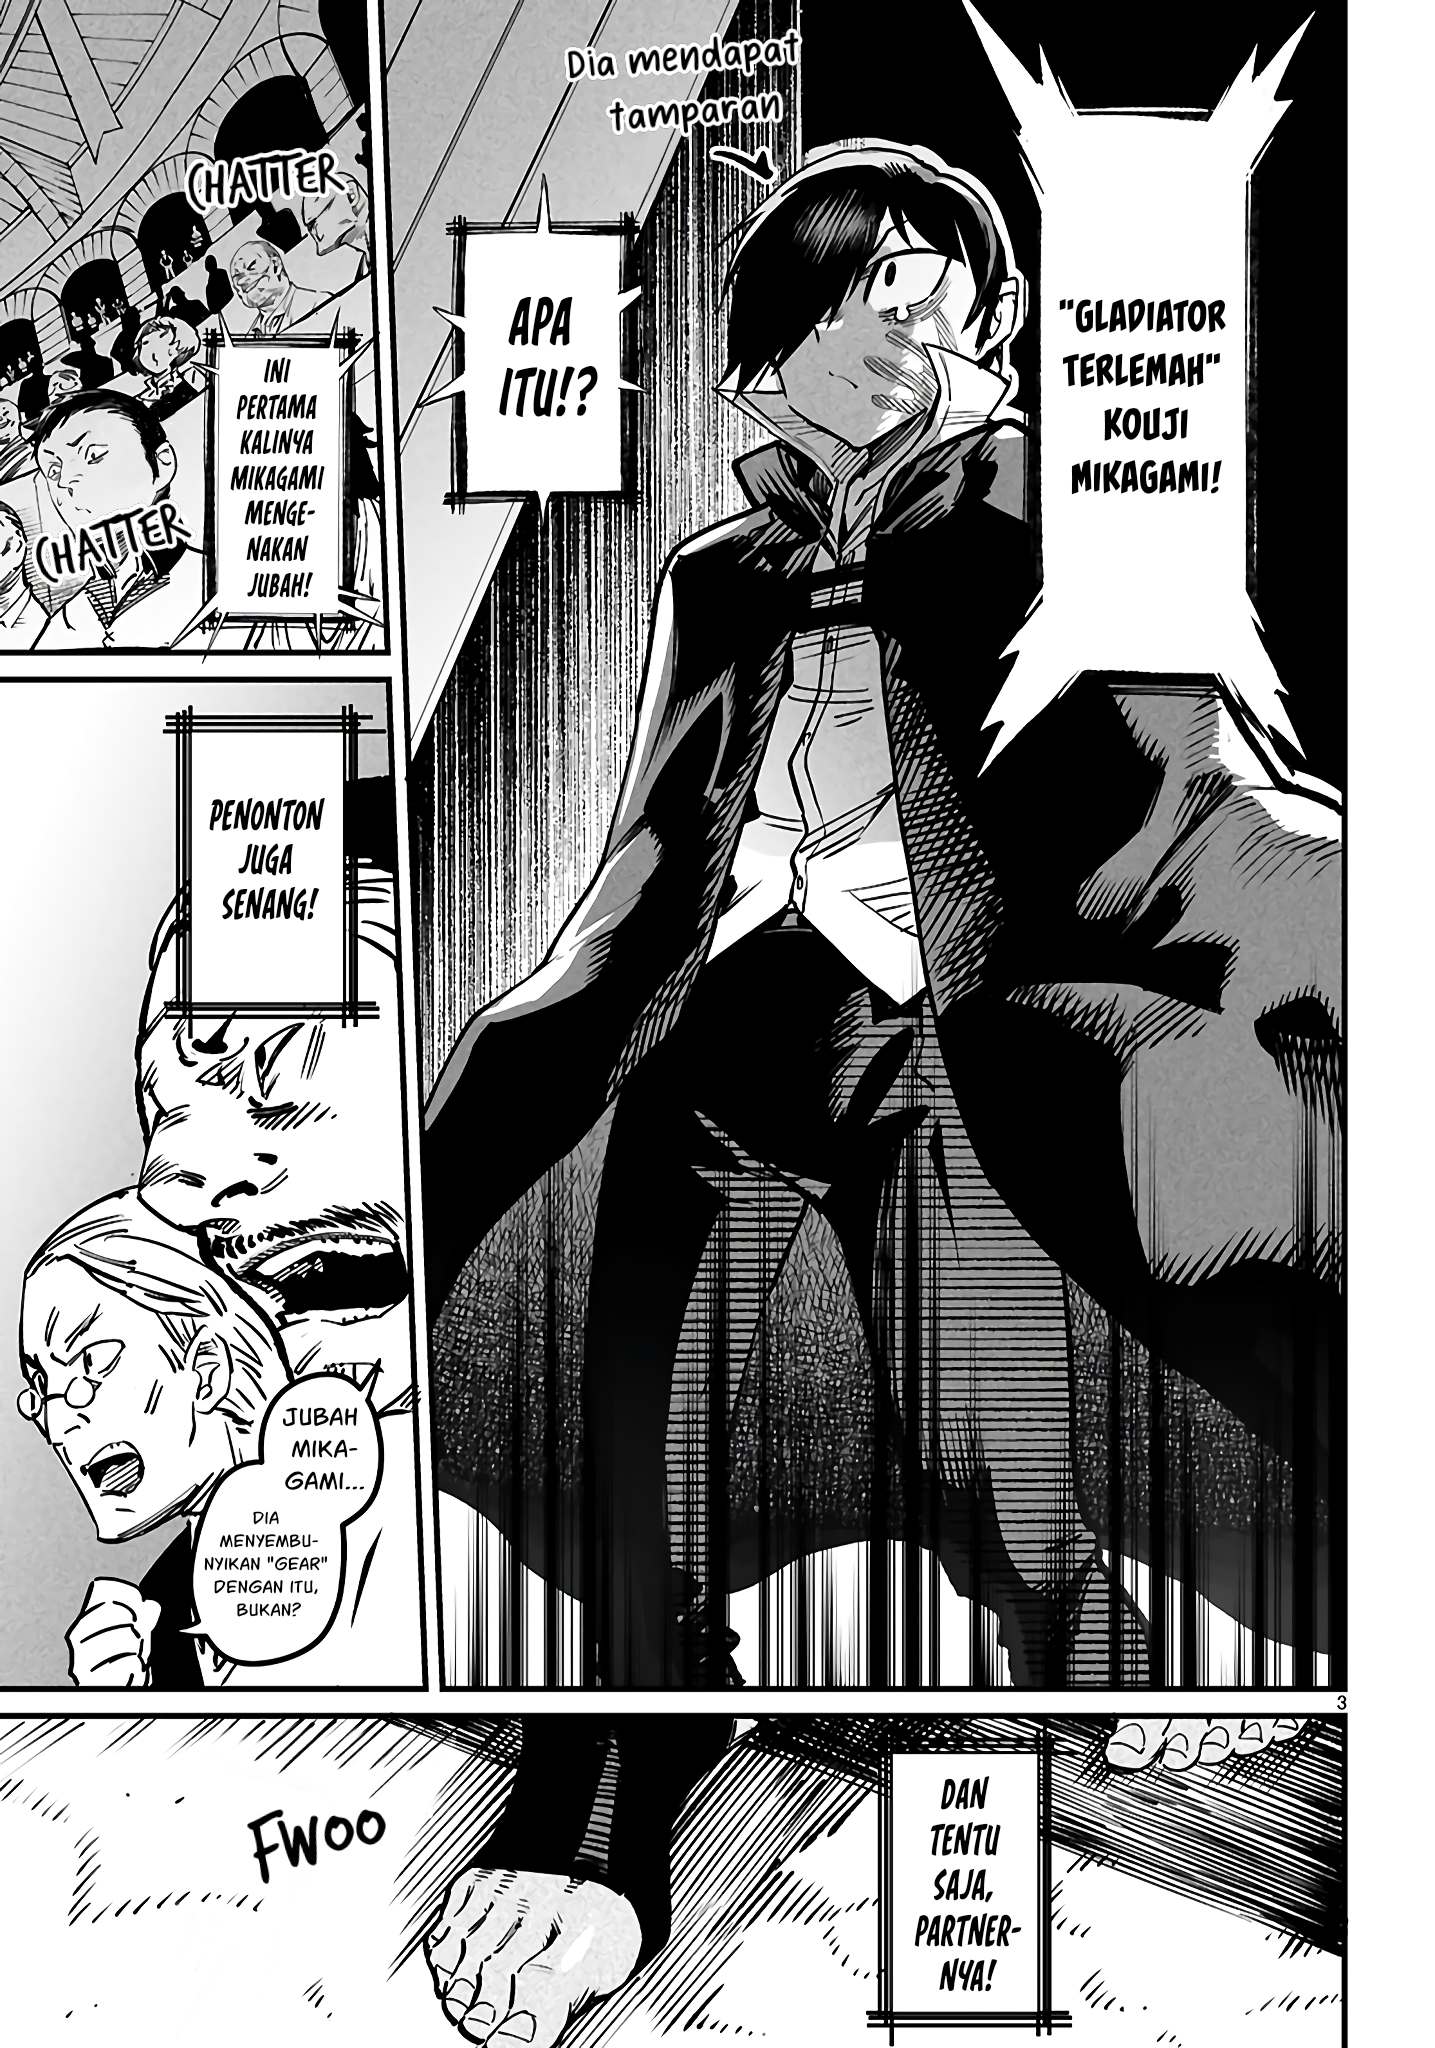 "GLADIATOR
TERLEMAH"
KOUJI
MIKAGAMI!
Dia mendapat
tamparan
APA
ITU!?
CHATTER
INI
PERTAMA
KALINYA
MIKAGAMI
MENGE-
NAKAN
JUBAH!
CHATTER
PENONTON
JUGA
SENANG!
JUBAH
MIKA-
GAMI...
DIA
MENYEMBU-
NYIKAN "GEAR"
DENGAN ITU,
BUKAN?
3
DAN
TENTU
SAJA,
PARTNER-
NYA!
FWOO